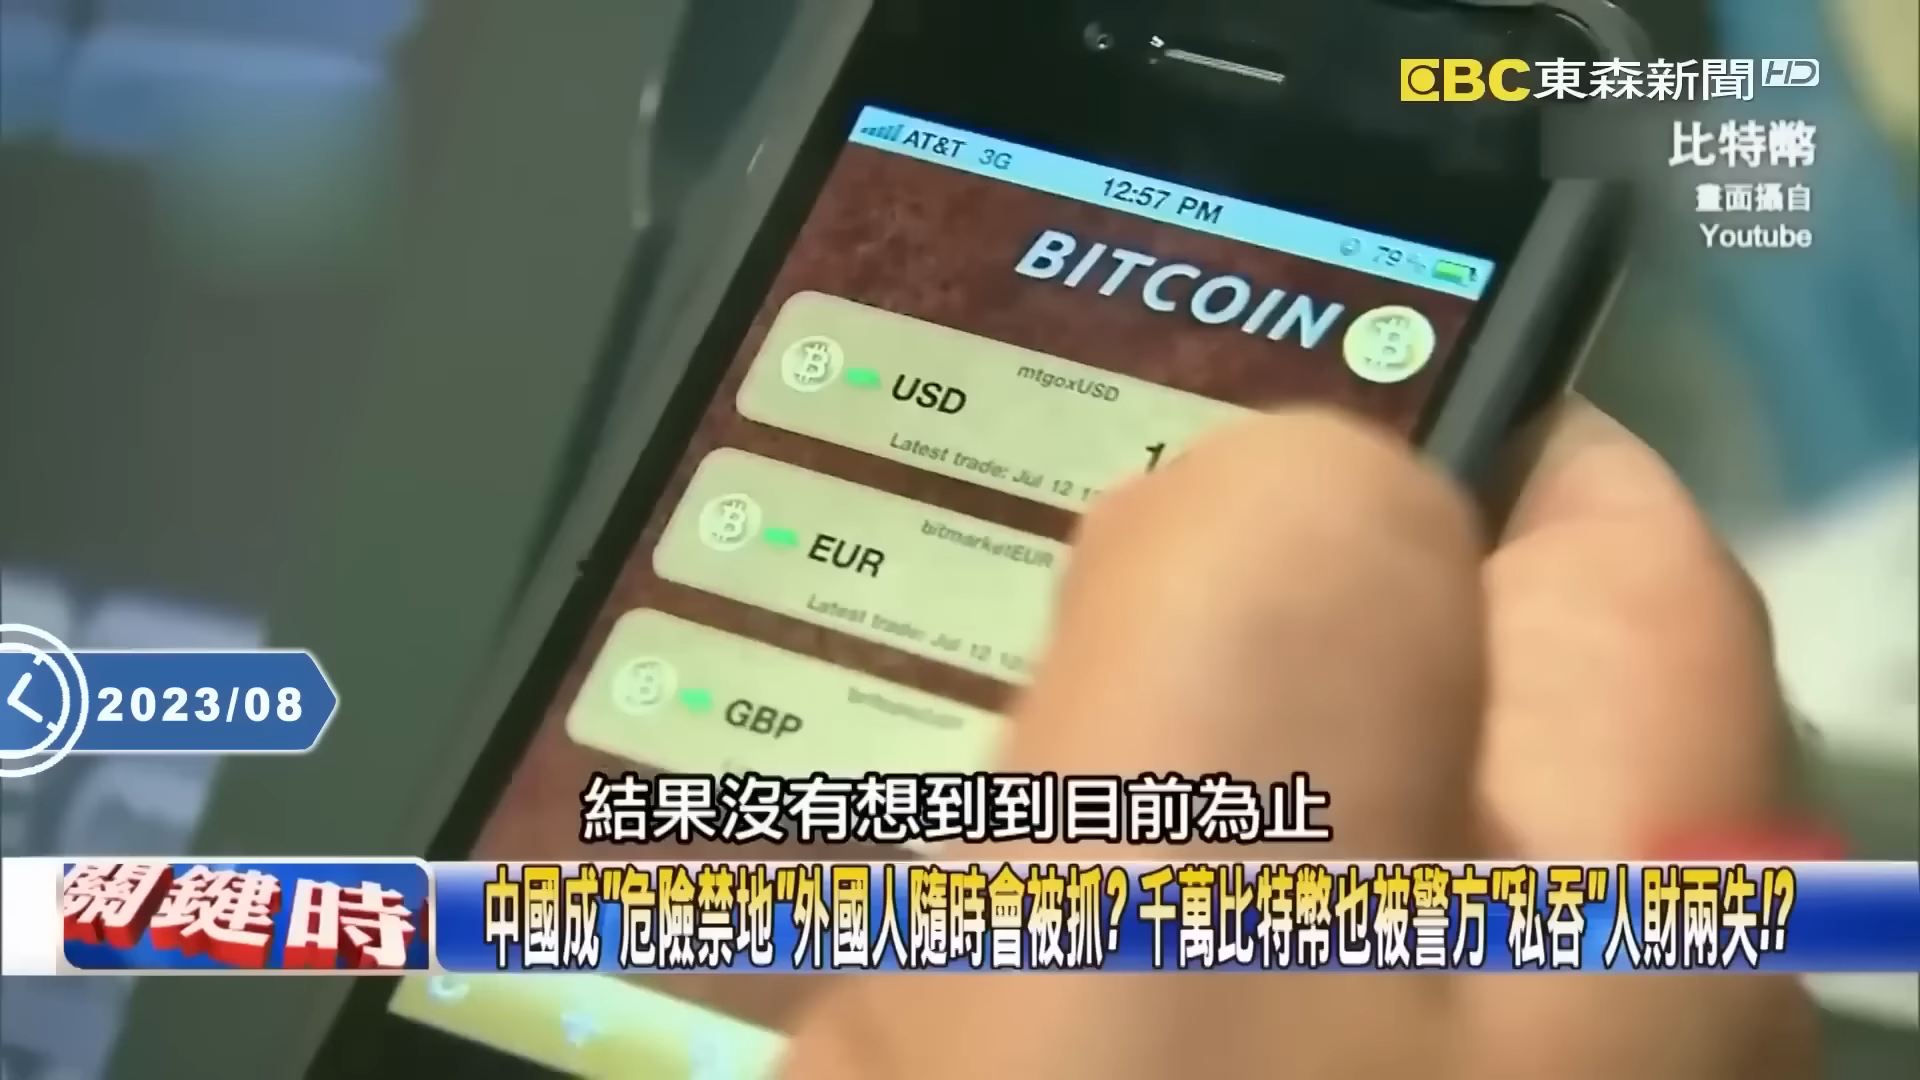 EBC東森新聞HD
比特幣
畫面攝自
Youtube
AT&T 3G
12:57 PM
79%
BITCOIN
mtgoxUSD
USD
Latest trade: Jul 12
bitmarketEUR
EUR
Latest trade: Jul 12
GBP
2023/08
結果沒有想到到目前為止
關鍵時
中國成"危險禁地"外國人隨時會被抓? 千萬比特幣也被警方"私吞"人財兩失!?